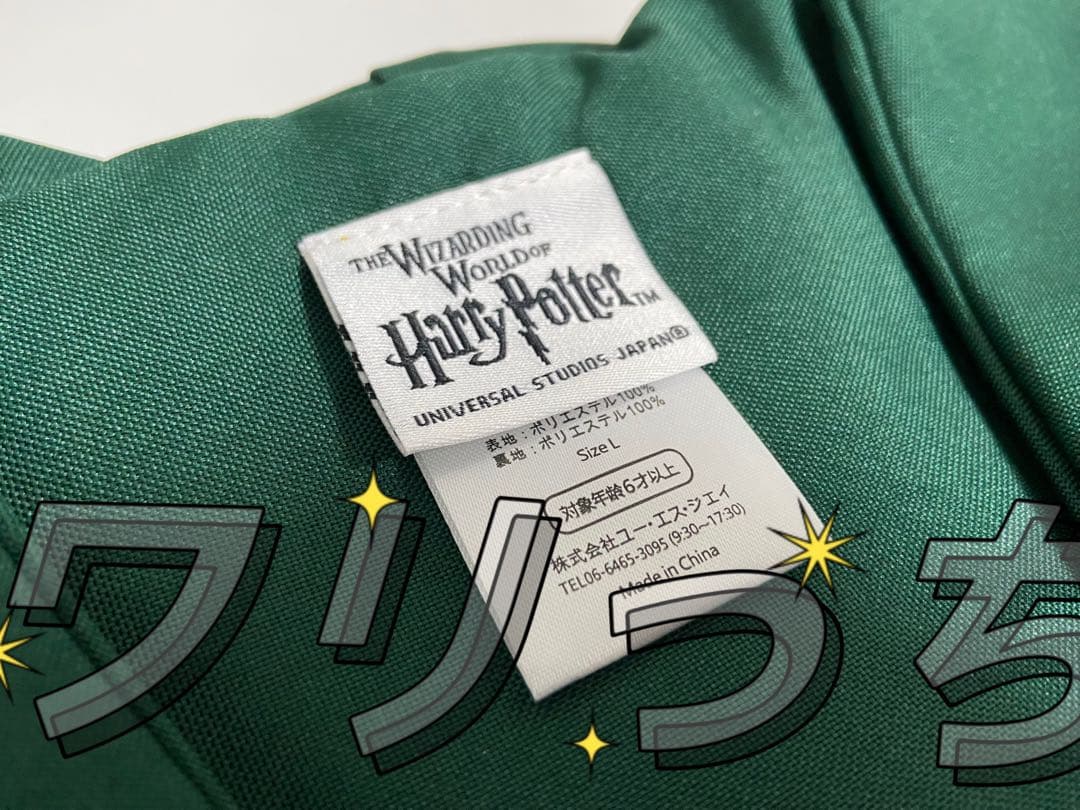 THE WIZARDING
WORLD OF
Harry Potter™
UNIVERSAL STUDIOS JAPAN®
表地：ポリエステル100%
裏地：ポリエステル100%
Size L
対象年齢6才以上
株式会社ユー・エス・ジェイ
TEL06-6465-3095 (9:30〜17:30)
Made in China
ワリっち